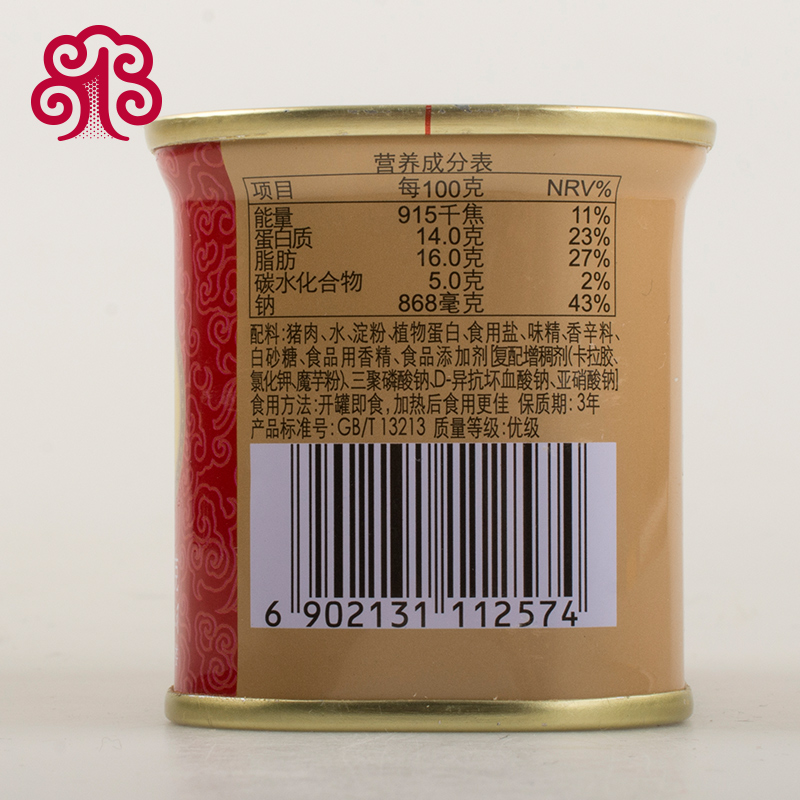 营养成分表
项目 每100克 NRV%
能量 915千焦 11%
蛋白质 14.0克 23%
脂肪 16.0克 27%
碳水化合物 5.0克 2%
钠 868毫克 43%
配料:猪肉、水、淀粉、植物蛋白、食用盐、味精、香辛料、
白砂糖、食品用香精、食品添加剂[复配增稠剂(卡拉胶、
氯化钾、魔芋粉)、三聚磷酸钠、D-异抗坏血酸钠、亚硝酸钠]
食用方法:开罐即食,加热后食用更佳 保质期:3年
产品标准号:GB/T 13213 质量等级:优级
6 902131 112574